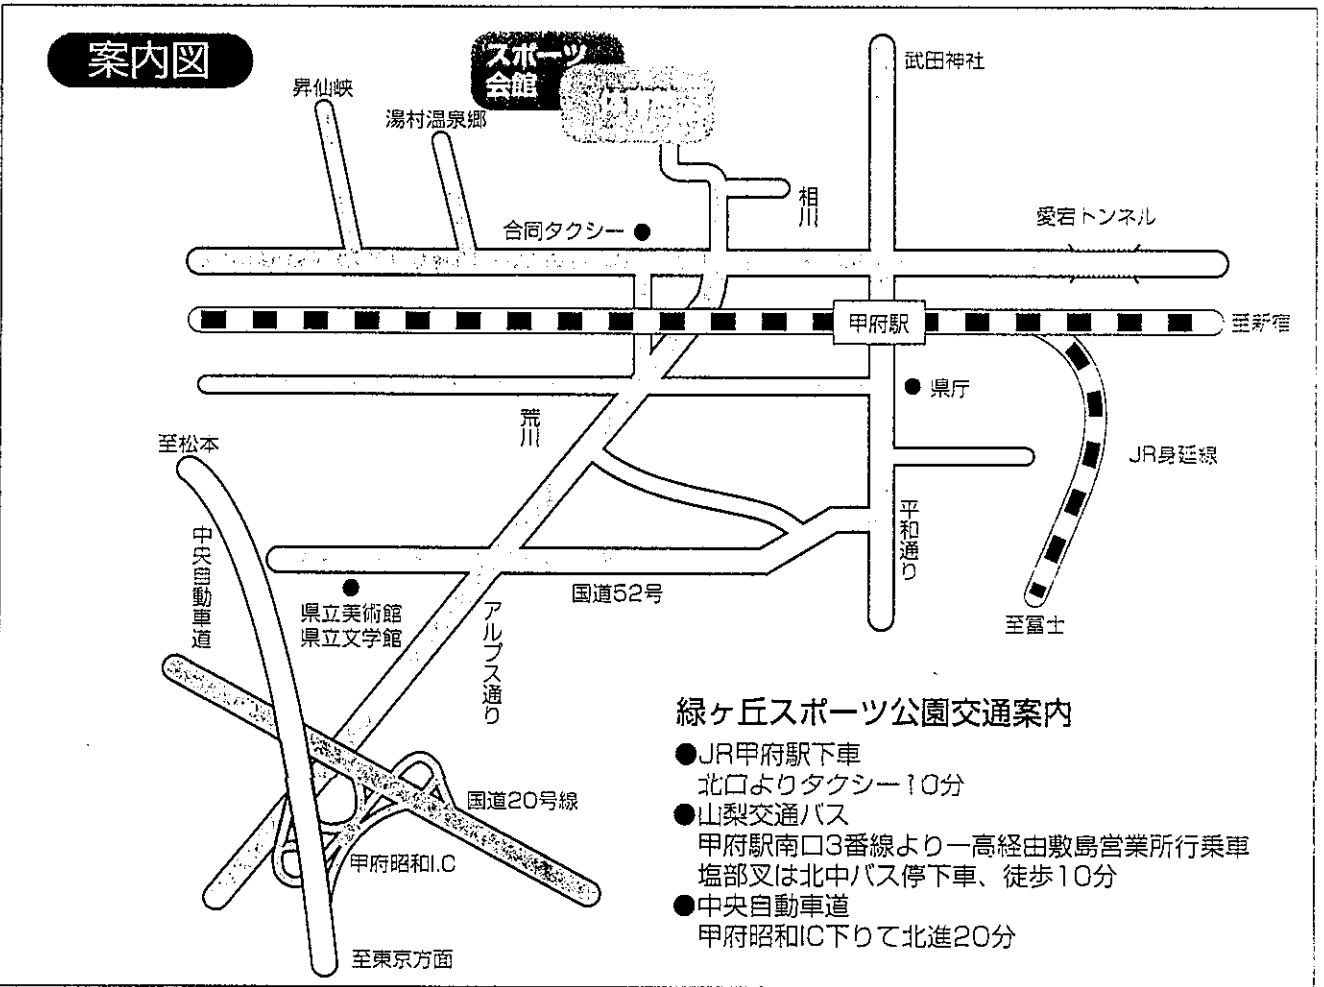 案内図
スポーツ
会館
武田神社
昇仙峡
湯村温泉郷
相川
合同タクシー
愛宕トンネル
甲府駅
至新宿
県庁
荒川
至松本
JR身延線
中央自動車道
平和通り
国道52号
県立美術館
県立文学館
アルプス通り
至冨士
緑ヶ丘スポーツ公園交通案内
●JR甲府駅下車
北口よりタクシー10分
●山梨交通バス
甲府駅南口3番線より一高経由敷島営業所行乗車
塩部叉は北中バス停下車、徒歩10分
●中央自動車道
甲府昭和IC下りて北進20分
国道20号線
甲府昭和I.C
至東京方面